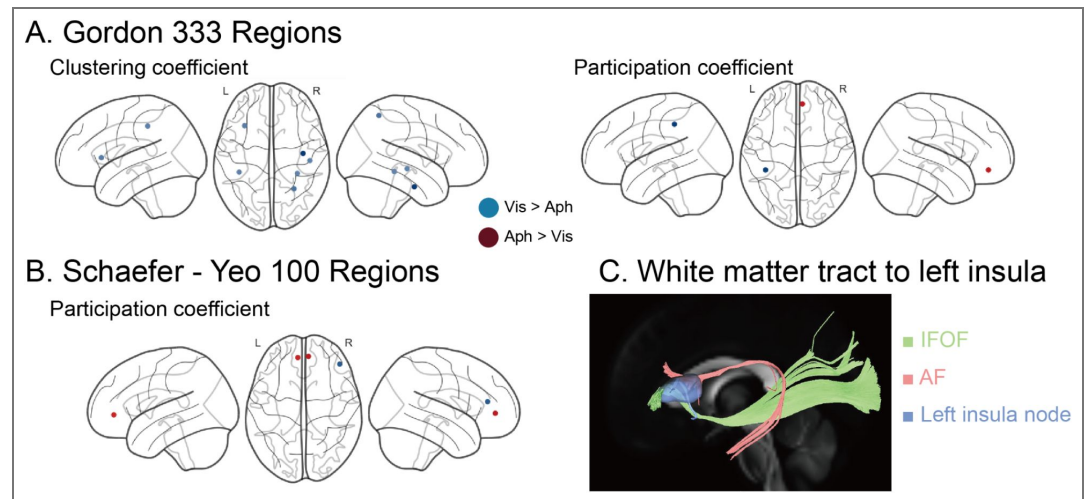 A. Gordon 333 Regions
Clustering coefficient
L
R
Participation coefficient
L
R
Vis > Aph
Aph > Vis
B. Schaefer - Yeo 100 Regions
Participation coefficient
L
R
C. White matter tract to left insula
IFOF
AF
Left insula node